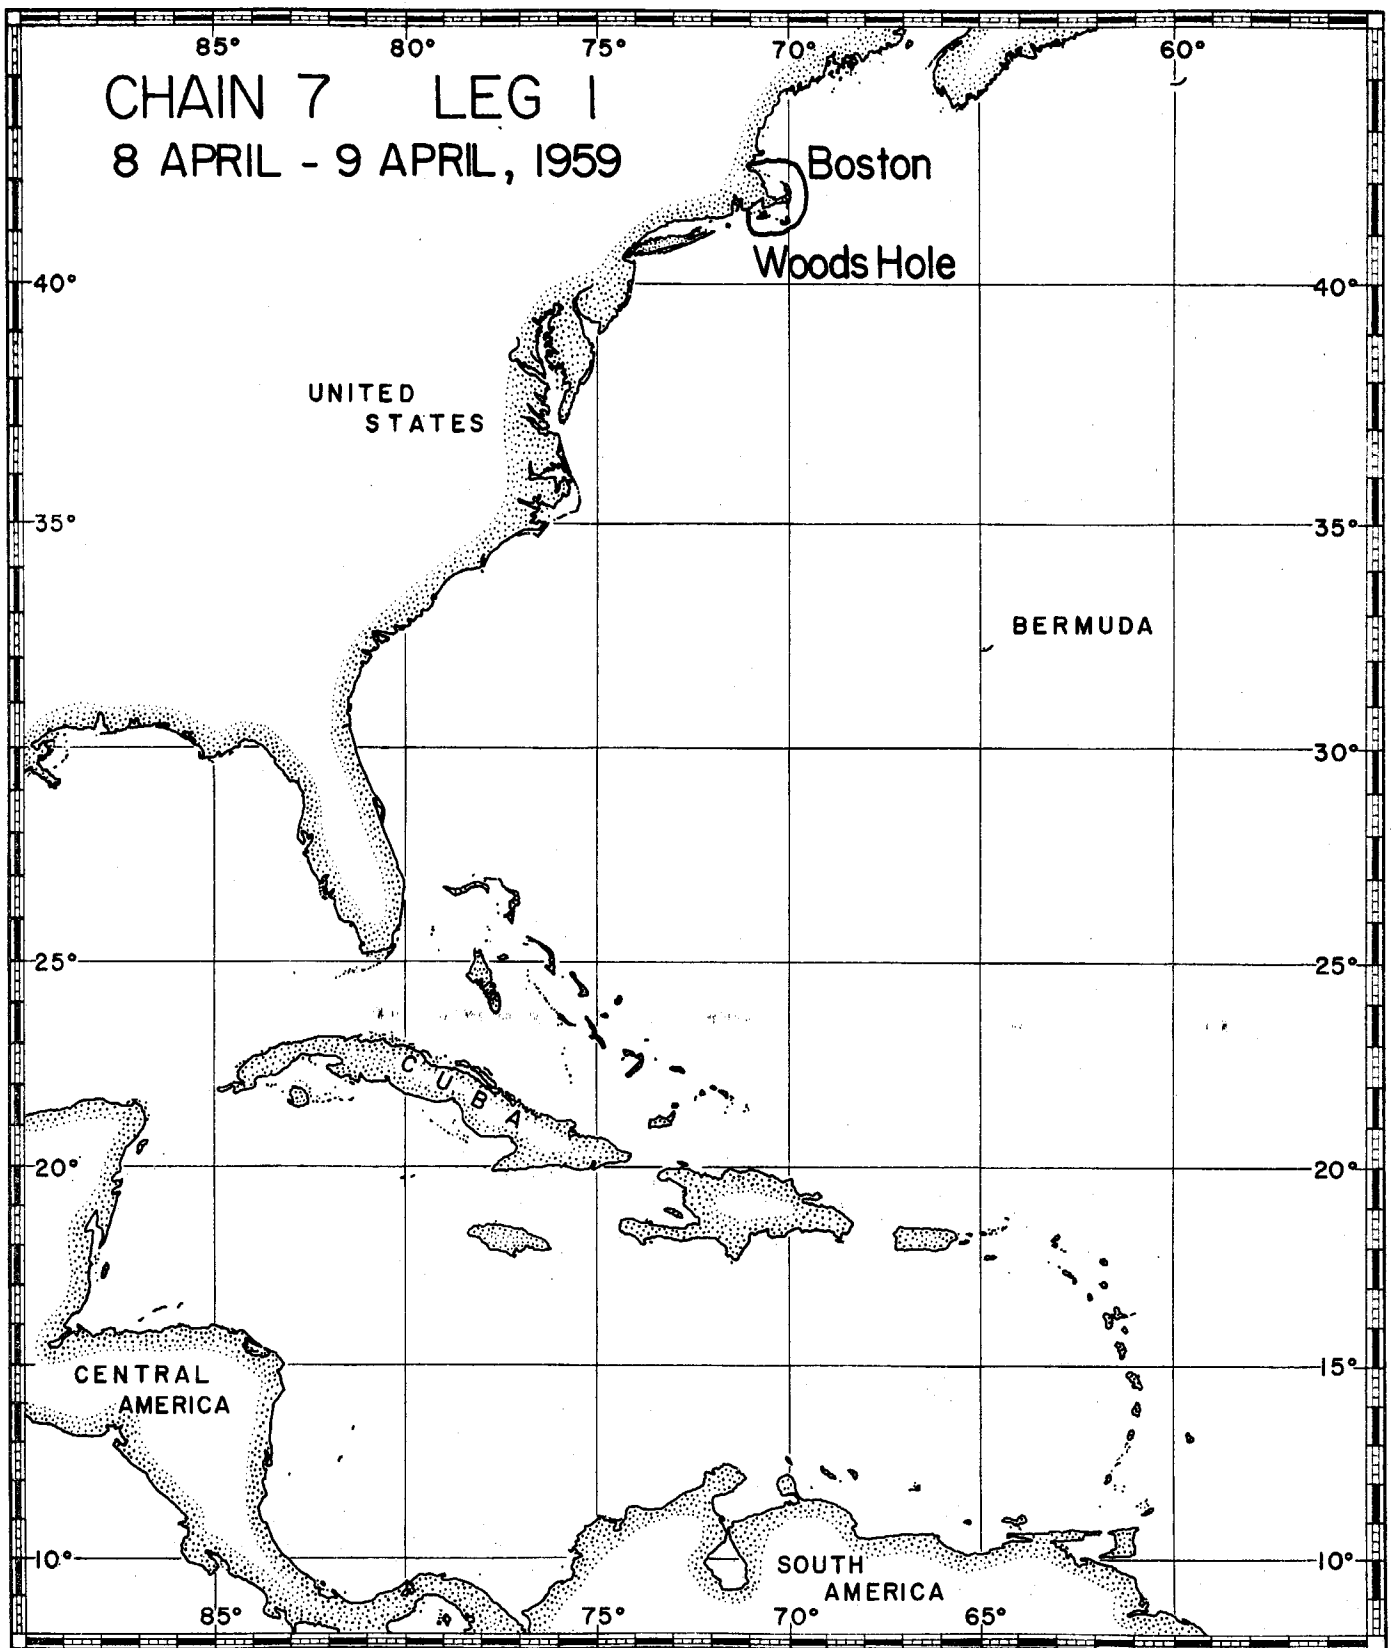 85° 80° 75° 70° 60°
CHAIN 7 LEG 1
8 APRIL - 9 APRIL, 1959
Boston
Woods Hole
40° 40°
UNITED
STATES
35° 35°
BERMUDA
30°
25° 25°
CUBA
20° 20°
15°
CENTRAL
AMERICA
10° 10°
SOUTH
AMERICA
85° 75° 70° 65°